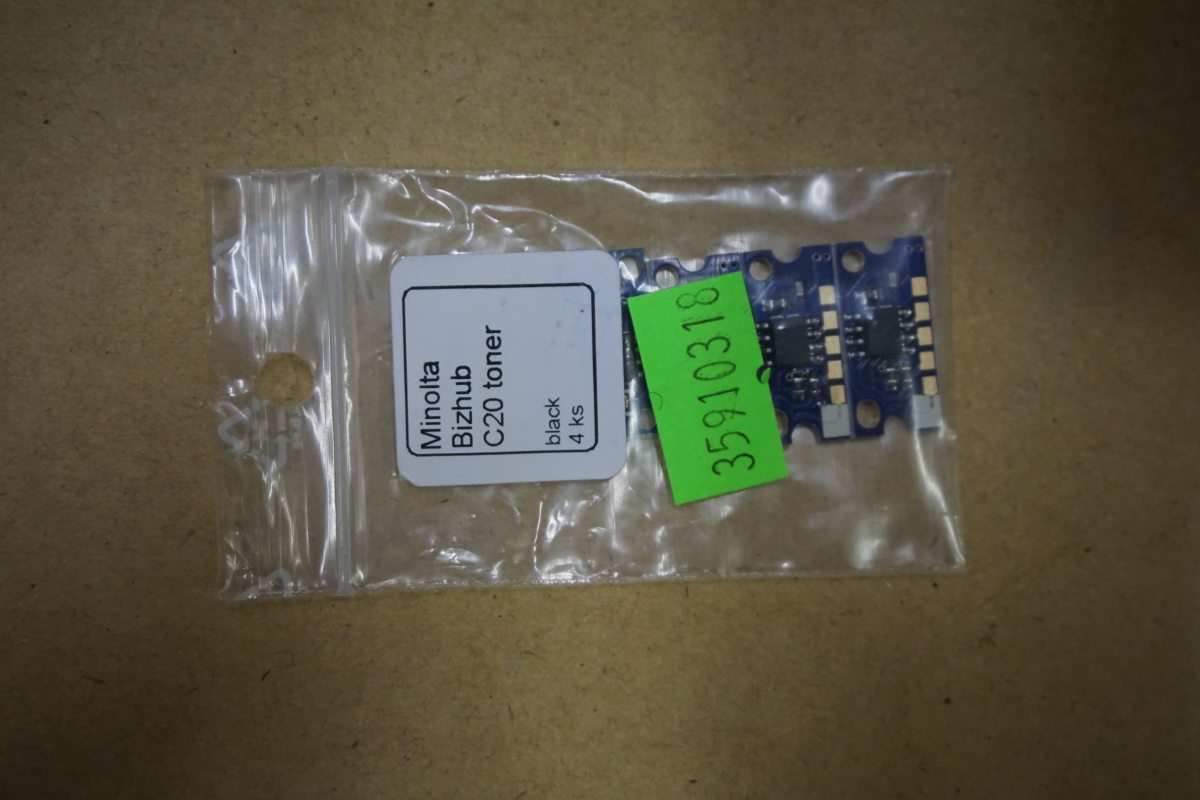 Minolta
Bizhub
C20 toner
black
4 ks
35910318